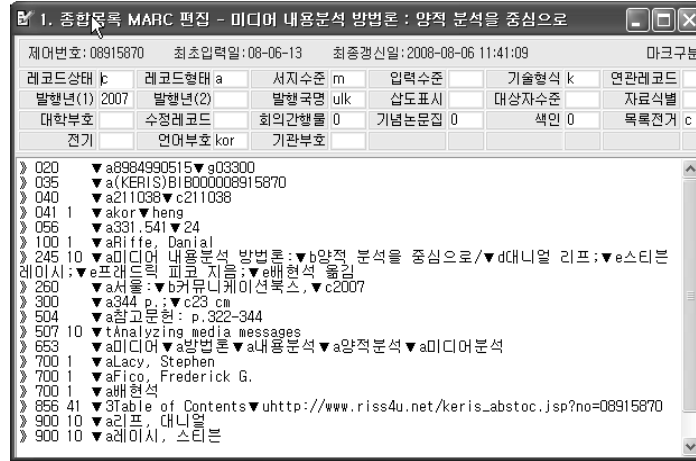 1. 종합목록 MARC 편집 - 미디어 내용분석 방법론 : 양적 분석을 중심으로
제어번호: 08915870 최초입력일:08-06-13 최종갱신일:2008-08-06 11:41:09 마크구분
레코드상태 c 레코드형태 a 서지수준 m 입력수준 기술형식 k 연관레코드
발행년(1) 2007 발행년(2) 발행국명 ulk 삽도표시 대상자수준 자료식별
대학부호 수정레코드 회의간행물 0 기념논문집 0 색인 0 목록전거 c
전기 언어부호 kor 기관부호
》 020 ▼a8984990515▼g03300
》 035 ▼a(KERIS)BIB000008915870
》 040 ▼a211038▼c211038
》 041 1 ▼akor▼heng
》 056 ▼a331.541▼24
》 100 1 ▼aRiffe, Danial
》 245 10 ▼a미디어 내용분석 방법론:▼b양적 분석을 중심으로/▼d대니얼 리프;▼e스티븐
레이시;▼e프래드릭 피코 지음;▼e배현석 옮김
》 260 ▼a서울:▼b커뮤니케이션북스,▼c2007
》 300 ▼a344 p.;▼c23 cm
》 504 ▼a참고문헌: p.322-344
》 507 10 ▼tAnalyzing media messages
》 653 ▼a미디어▼a방법론▼a내용분석▼a양적분석▼a미디어분석
》 700 1 ▼aLacy, Stephen
》 700 1 ▼aFico, Frederick G.
》 700 1 ▼a배현석
》 856 41 ▼3Table of Contents▼uhttp://www.riss4u.net/keris_abstoc.jsp?no=08915870
》 900 10 ▼a리프, 대니얼
》 900 10 ▼a레이시, 스티븐